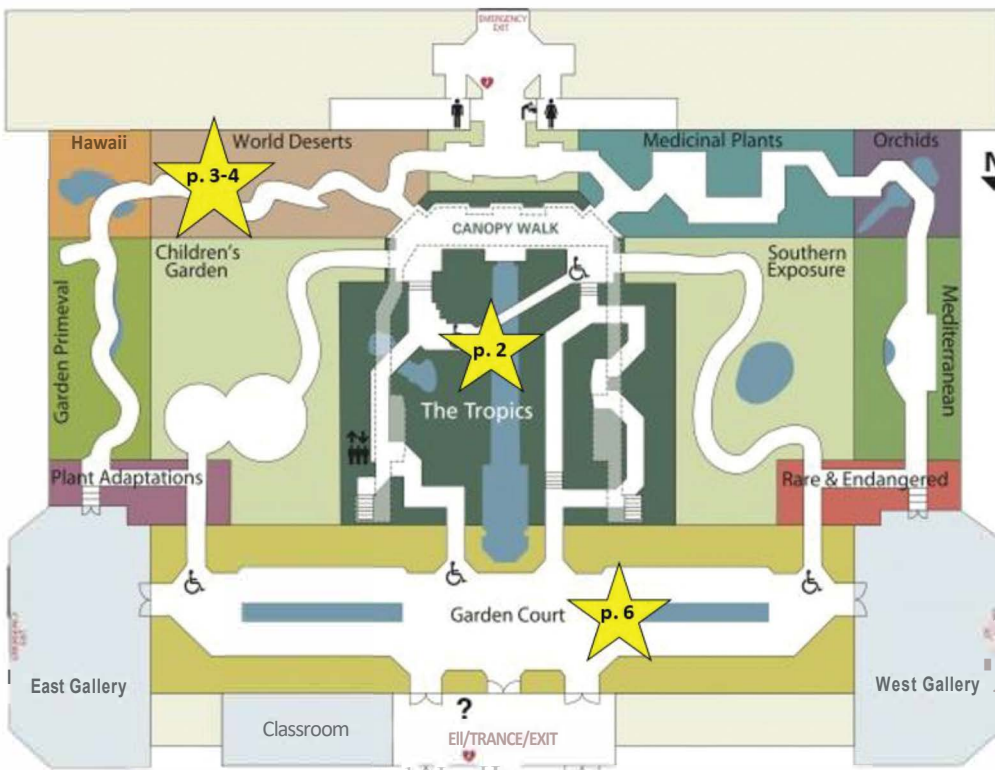 EMERGENCY
EXIT
Hawaii
World Deserts
Medicinal Plants
Orchids
N
p. 3-4
CANOPY WALK
Children's
Garden
Southern
Exposure
Garden Primeval
Mediterranean
p. 2
The Tropics
Plant Adaptations
Rare & Endangered
Garden Court
p. 6
EXIT
East Gallery
West Gallery
Classroom
?
EII/TRANCE/EXIT